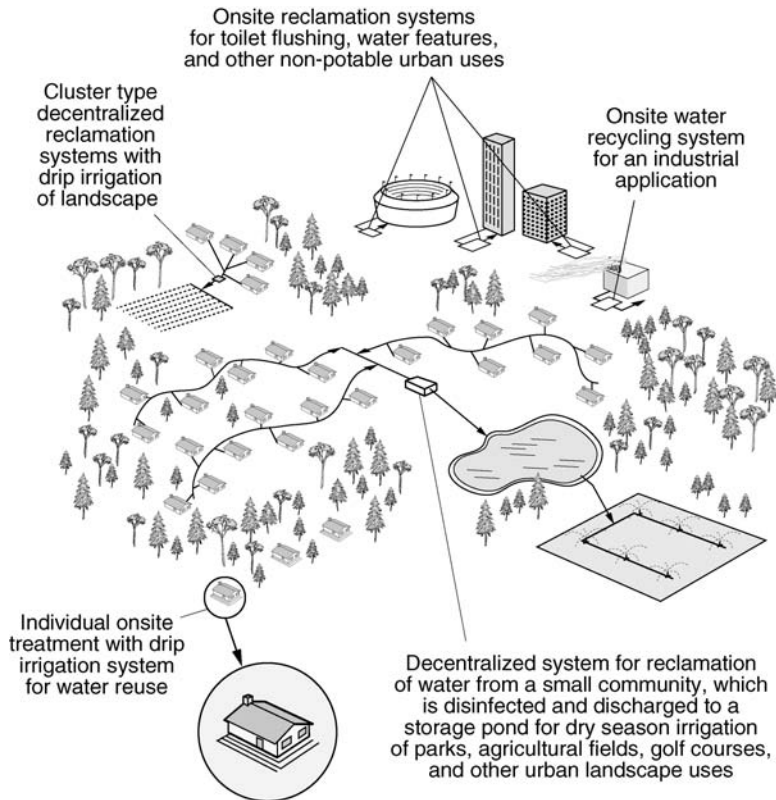 Onsite reclamation systems
for toilet flushing, water features,
and other non-potable urban uses
Cluster type
decentralized
reclamation
systems with
drip irrigation
of landscape
Onsite water
recycling system
for an industrial
application
Individual onsite
treatment with drip
irrigation system
for water reuse
Decentralized system for reclamation
of water from a small community, which
is disinfected and discharged to a
storage pond for dry season irrigation
of parks, agricultural fields, golf courses,
and other urban landscape uses